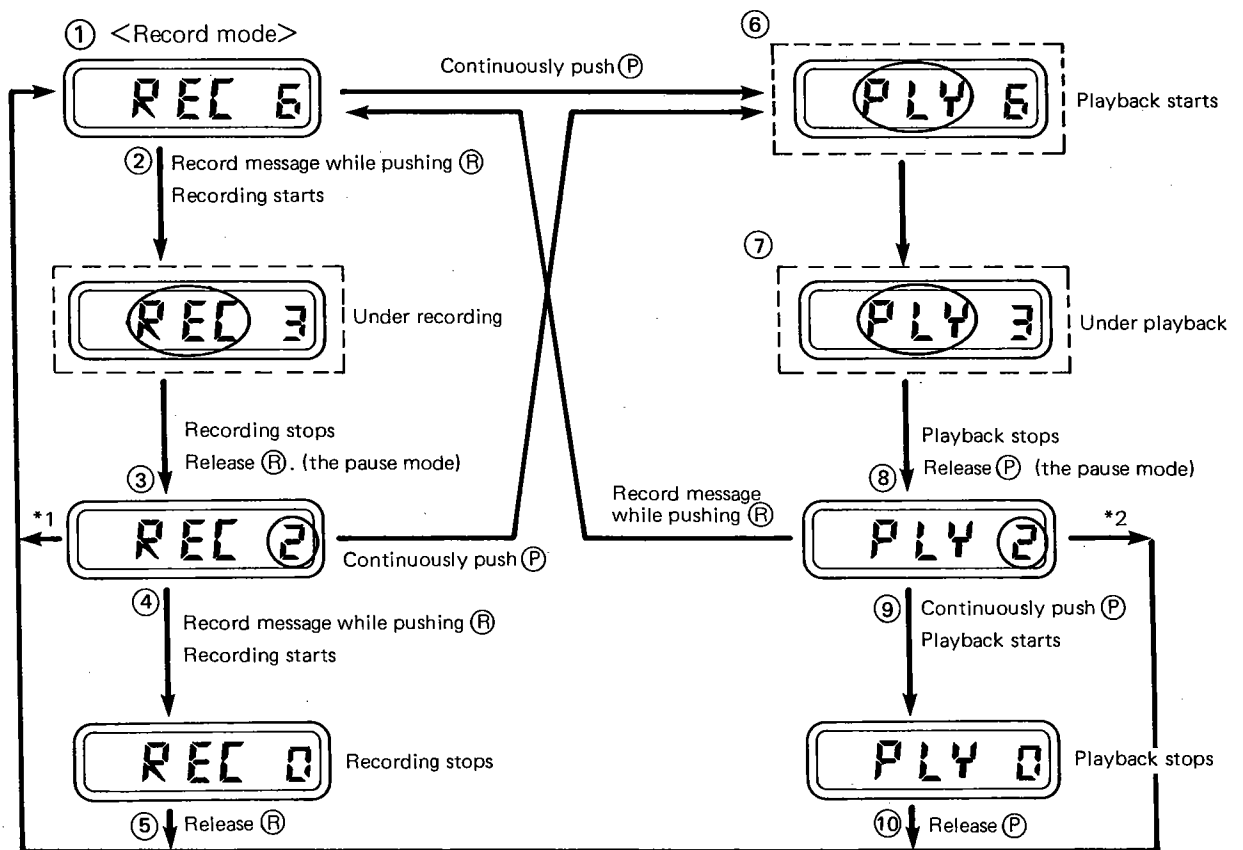 ① <Record mode>
REC 6
② Record message while pushing Ⓡ
Recording starts
REC 3
Under recording
Recording stops
Release Ⓡ. (the pause mode)
③
*1
REC 2
Continuously push Ⓟ
④
Record message while pushing Ⓡ
Recording starts
REC 0
Recording stops
⑤ Release Ⓡ
Continuously push Ⓟ
Record message
while pushing Ⓡ
⑥
PLY 6
Playback starts
⑦
PLY 3
Under playback
Playback stops
Release Ⓟ (the pause mode)
⑧
PLY 2
*2
⑨ Continuously push Ⓟ
Playback starts
PLY 0
Playback stops
⑩ Release Ⓟ